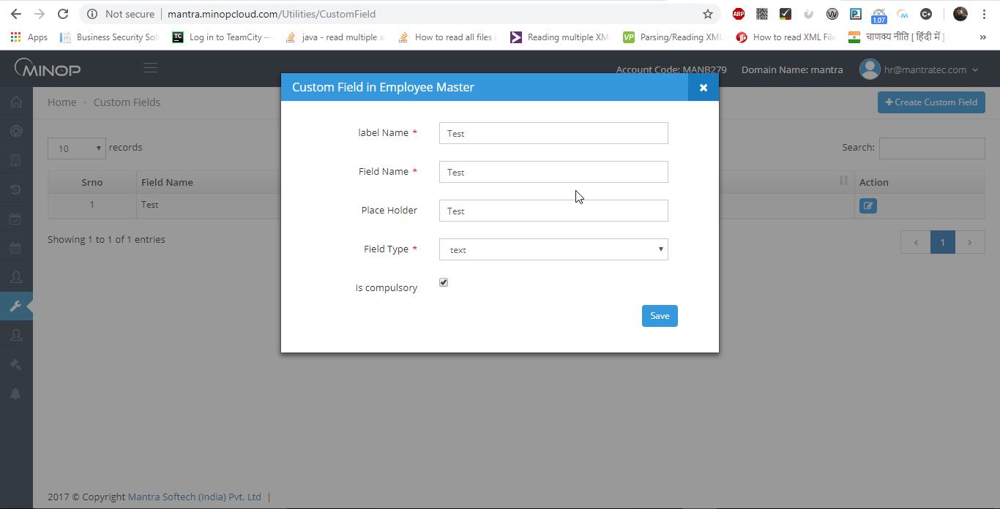 Not secure mantra.minopcloud.com/Utilities/CustomField
ABP 1.07
Apps Business Security Sol TC Log in to TeamCity — java - read multiple x How to read all files i Reading multiple XM VP Parsing/Reading XML How to read XML File चाणक्य नीति [ हिंदी में ] »
MINOP Account Code: MANB279 Domain Name: mantra hr@mantratec.com
Custom Field in Employee Master
Home Custom Fields
Create Custom Field
label Name * Test
10 records
Search:
Field Name * Test
Srno Field Name Action
1 Test
Place Holder Test
Showing 1 to 1 of 1 entries
1
Field Type * text
Is compulsory
Save
2017 © Copyright Mantra Softech (India) Pvt. Ltd |